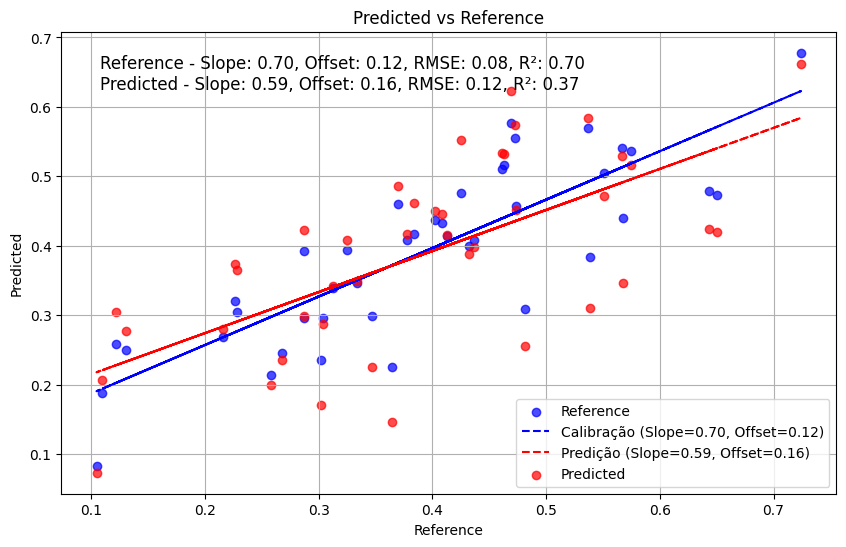 Predicted vs Reference
Reference - Slope: 0.70, Offset: 0.12, RMSE: 0.08, R²: 0.70
Predicted - Slope: 0.59, Offset: 0.16, RMSE: 0.12, R²: 0.37
Predicted
0.7
0.6
0.5
0.4
0.3
0.2
0.1
Reference
Calibração (Slope=0.70, Offset=0.12)
Predição (Slope=0.59, Offset=0.16)
Predicted
0.1 0.2 0.3 0.4 0.5 0.6 0.7
Reference